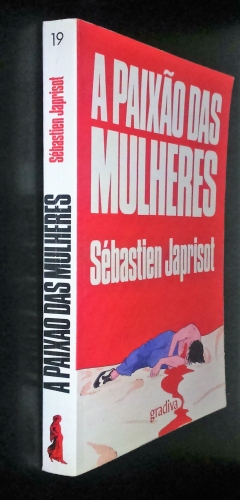 19
Sébastien Japrisot
A PAIXÃO DAS MULHERES
A PAIXÃO DAS
MULHERES
Sébastien Japrisot
gradiva